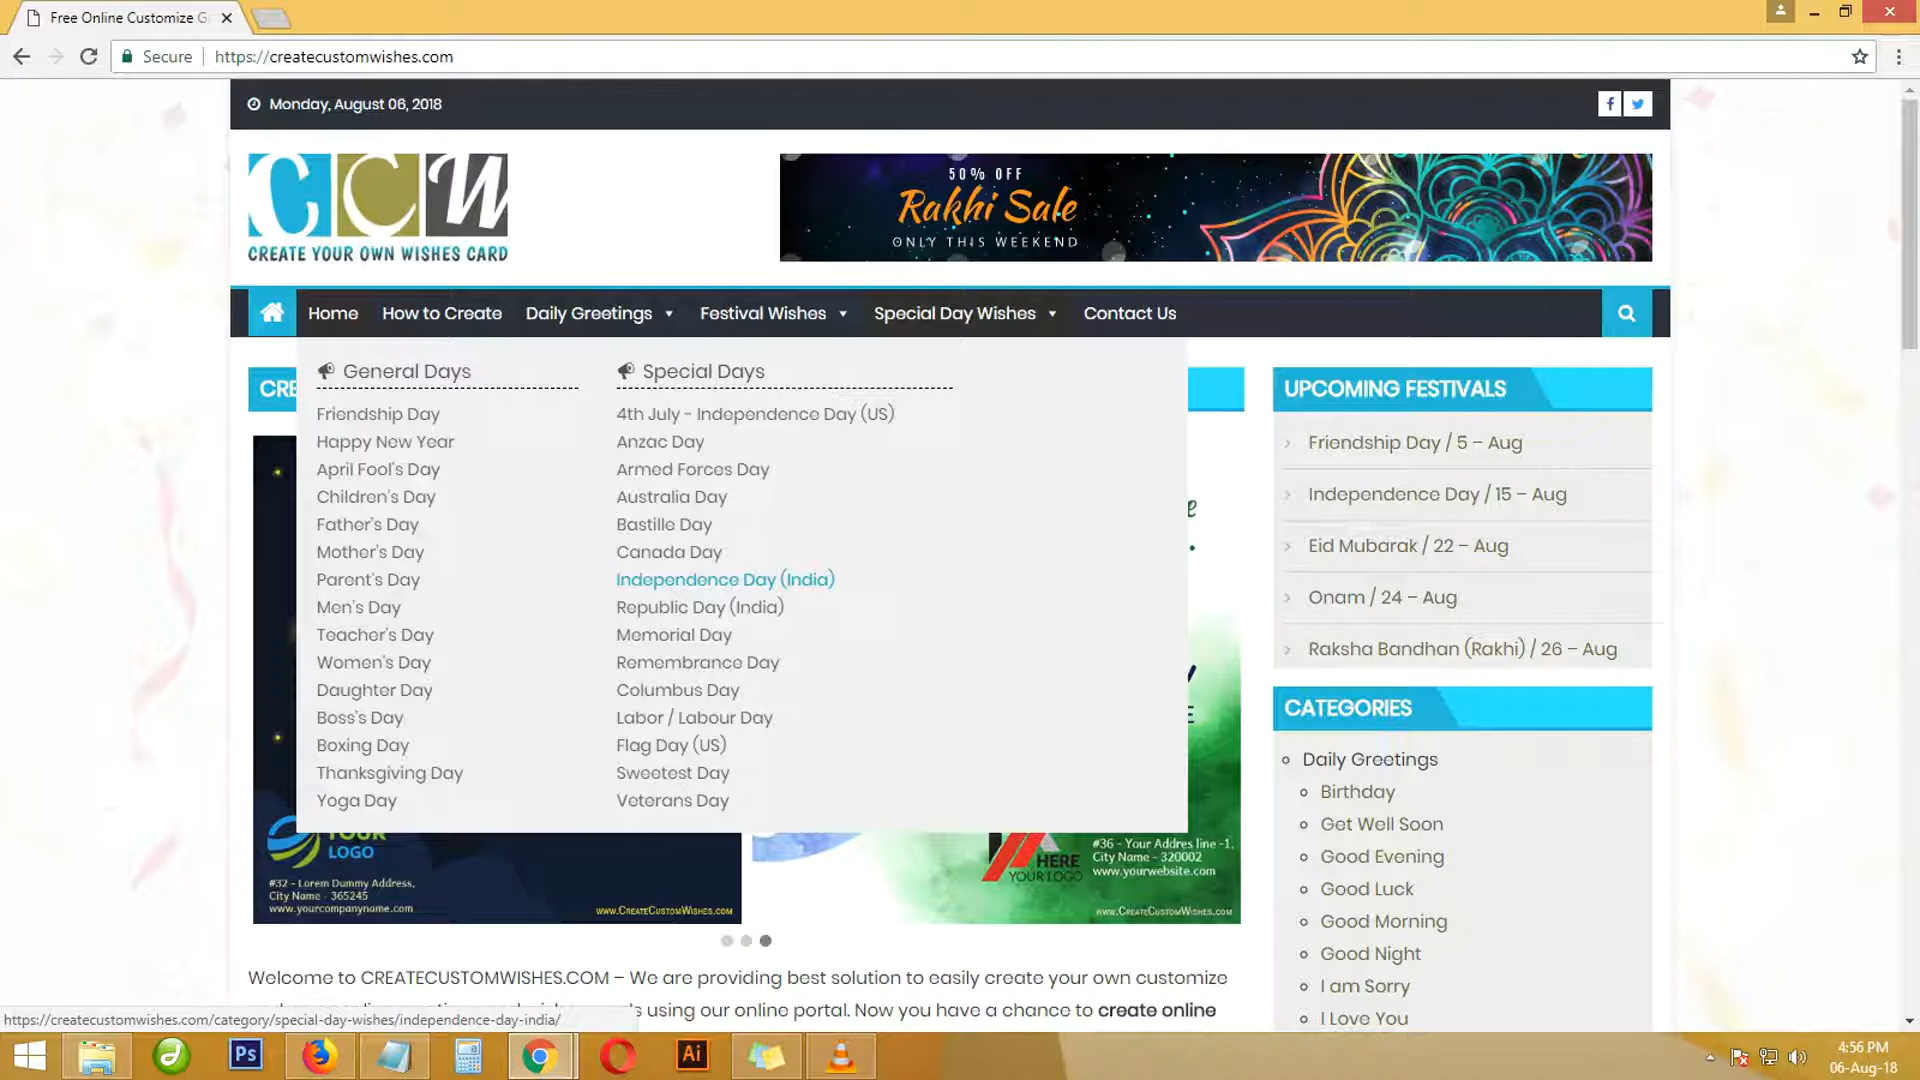 Free Online Customize G
Secure
https://createcustomwishes.com
Monday, August 06, 2018
CCW
CREATE YOUR OWN WISHES CARD
50% OFF
Rakhi Sale
ONLY THIS WEEKEND
Home
How to Create
Daily Greetings
Festival Wishes
Special Day Wishes
Contact Us
General Days
Friendship Day
Happy New Year
April Fool's Day
Children's Day
Father's Day
Mother's Day
Parent's Day
Men's Day
Teacher's Day
Women's Day
Daughter Day
Boss's Day
Boxing Day
Thanksgiving Day
Yoga Day
Special Days
4th July - Independence Day (US)
Anzac Day
Armed Forces Day
Australia Day
Bastille Day
Canada Day
Independence Day (India)
Republic Day (India)
Memorial Day
Remembrance Day
Columbus Day
Labor / Labour Day
Flag Day (US)
Sweetest Day
Veterans Day
CRE
YOUR
LOGO
#32 - Lorem Dummy Address,
City Name - 365245
www.yourcompanyname.com
www.CreateCustomWishes.com
HERE
YOUR LOGO
#36 - Your Addres line -1,
City Name - 320002
www.yourwebsite.com
www.CreateCustomWishes.com
Welcome to CREATECUSTOMWISHES.COM – We are providing best solution to easily create your own customize
using our online portal. Now you have a chance to create online
UPCOMING FESTIVALS
Friendship Day / 5 – Aug
Independence Day / 15 – Aug
Eid Mubarak / 22 – Aug
Onam / 24 – Aug
Raksha Bandhan (Rakhi) / 26 – Aug
CATEGORIES
Daily Greetings
Birthday
Get Well Soon
Good Evening
Good Luck
Good Morning
Good Night
I am Sorry
I Love You
https://createcustomwishes.com/category/special-day-wishes/independence-day-india/
Ps
Ai
4:56 PM
06-Aug-18